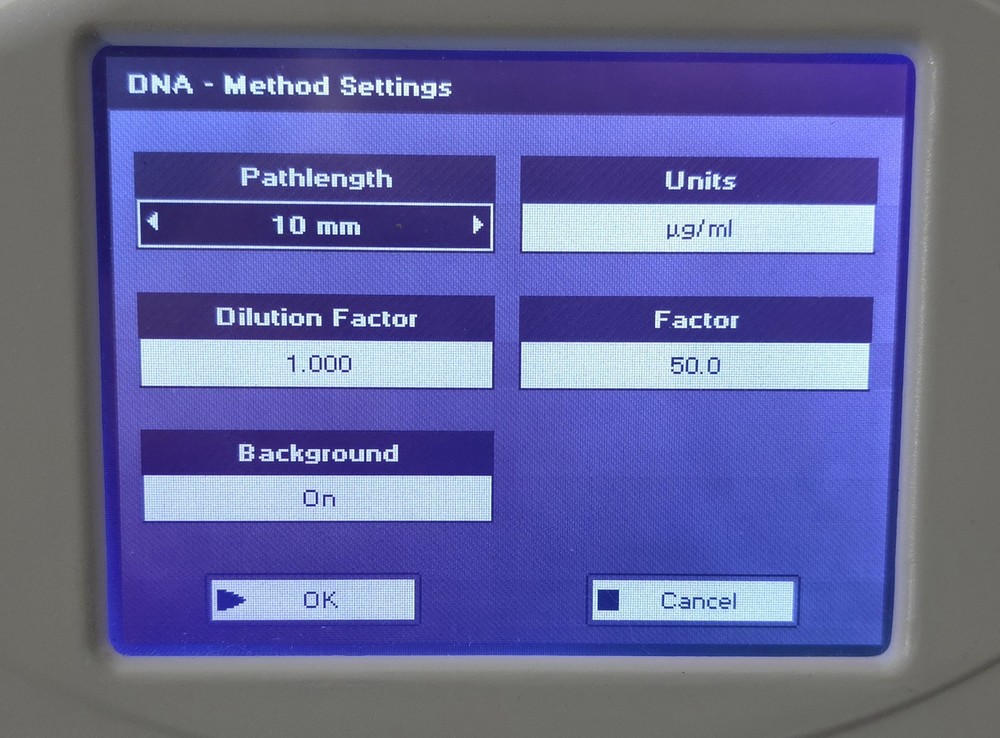 DNA - Method Settings
Pathlength
10 mm
Units
µg/ml
Dilution Factor
1.000
Factor
50.0
Background
On
OK
Cancel